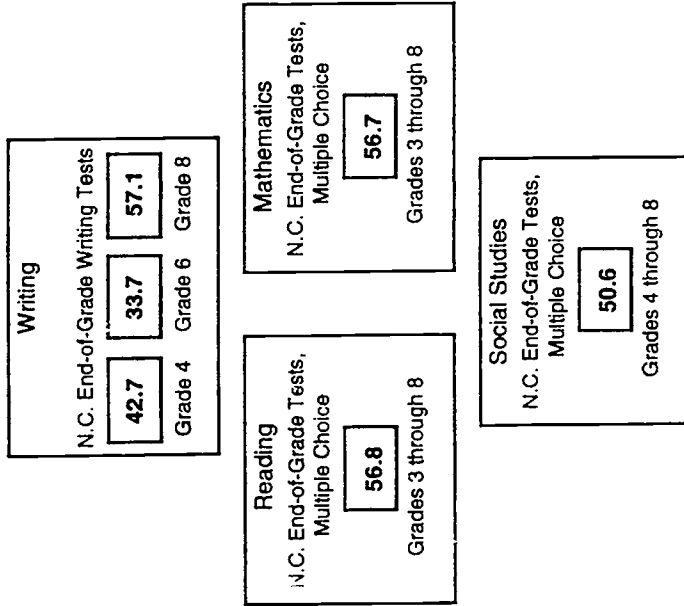 Writing
N.C. End-of-Grade Writing Tests
42.7 33.7 57.1
Grade 4 Grade 6 Grade 8
Reading
N.C. End-of-Grade Tests,
Multiple Choice
56.8
Grades 3 through 8
Mathematics
N.C. End-of-Grade Tests,
Multiple Choice
56.7
Grades 3 through 8
Social Studies
N.C. End-of-Grade Tests,
Multiple Choice
50.6
Grades 4 through 8